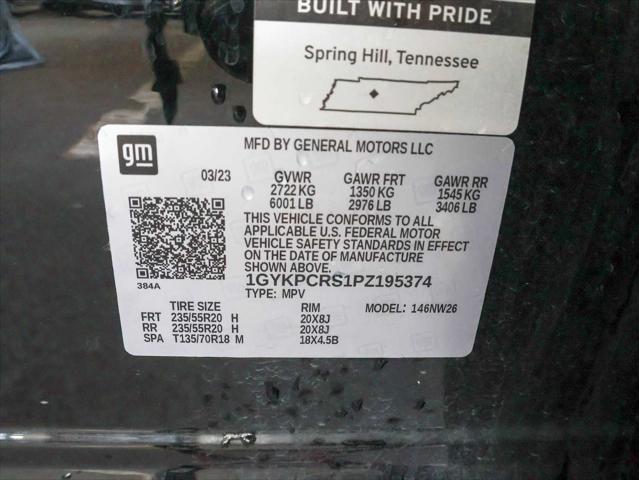 BUILT WITH PRIDE
Spring Hill, Tennessee
gm
MFD BY GENERAL MOTORS LLC
03/23 GVWR GAWR FRT GAWR RR
2722 KG 1350 KG 1545 KG
6001 LB 2976 LB 3406 LB
THIS VEHICLE CONFORMS TO ALL
APPLICABLE U.S. FEDERAL MOTOR
VEHICLE SAFETY STANDARDS IN EFFECT
ON THE DATE OF MANUFACTURE
SHOWN ABOVE.
384A
1GYKPCRS1PZ195374
TYPE: MPV
TIRE SIZE RIM MODEL: 146NW26
FRT 235/55R20 H 20X8J
RR 235/55R20 H 20X8J
SPA T135/70R18 M 18X4.5B